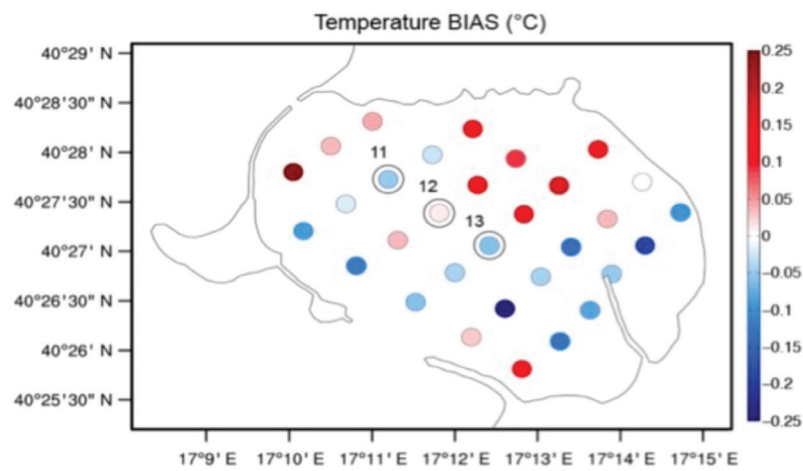 Temperature BIAS (°C)
40°29' N
40°28'30" N
40°28' N
40°27'30" N
40°27' N
40°26'30" N
40°26' N
40°25'30" N
11
12
13
0.25
0.2
0.15
0.1
0.05
0
−0.05
−0.1
−0.15
−0.2
−0.25
17°9' E 17°10' E 17°11' E 17°12' E 17°13' E 17°14' E 17°15' E